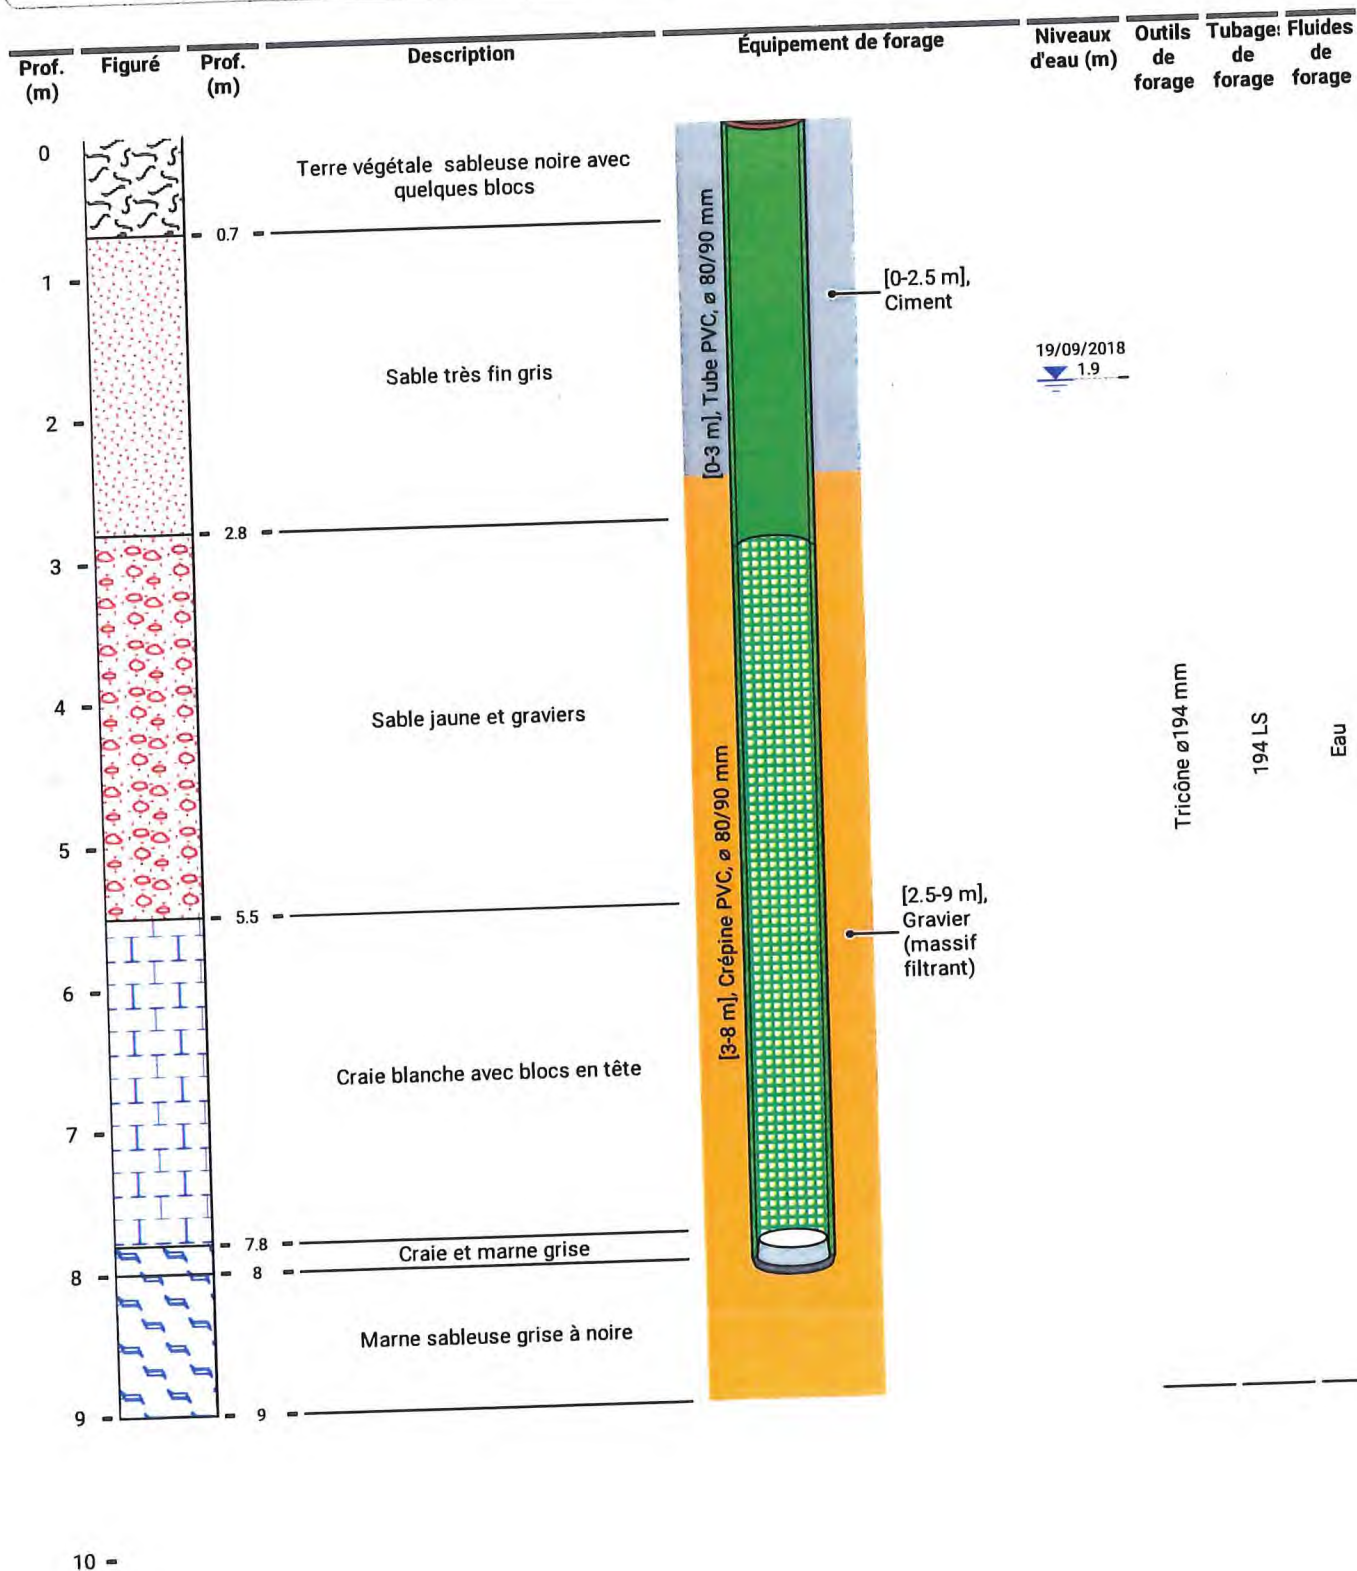 Prof.
(m)
Figuré
Prof.
(m)
Description
Équipement de forage
Niveaux
d'eau (m)
Outils
de
forage
Tubages
de
forage
Fluides
de
forage
0
Terre végétale sableuse noire avec
quelques blocs
0.7
[0-3 m], Tube PVC, ø 80/90 mm
1
[0-2.5 m],
Ciment
19/09/2018
1.9
Sable très fin gris
2
2.8
3
4
Sable jaune et graviers
Tricône ø194 mm
194 LS
Eau
5
5.5
[3-8 m], Crépine PVC, ø 80/90 mm
[2.5-9 m],
Gravier
(massif
filtrant)
6
Craie blanche avec blocs en tête
7
7.8
Craie et marne grise
8
8
Marne sableuse grise à noire
9
9
10